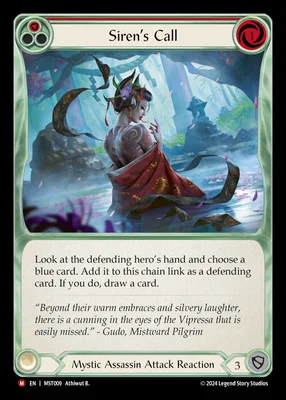 Siren's Call
Look at the defending hero's hand and choose a
blue card. Add it to this chain link as a defending
card. If you do, draw a card.
"Beyond their warm embraces and silvery laughter,
there is a cunning in the eyes of the Vipressa that is
easily missed." - Gudo, Mistward Pilgrim
Mystic Assassin Attack Reaction
3
M EN | MST009 Athiwut B.
© 2024 Legend Story Studios